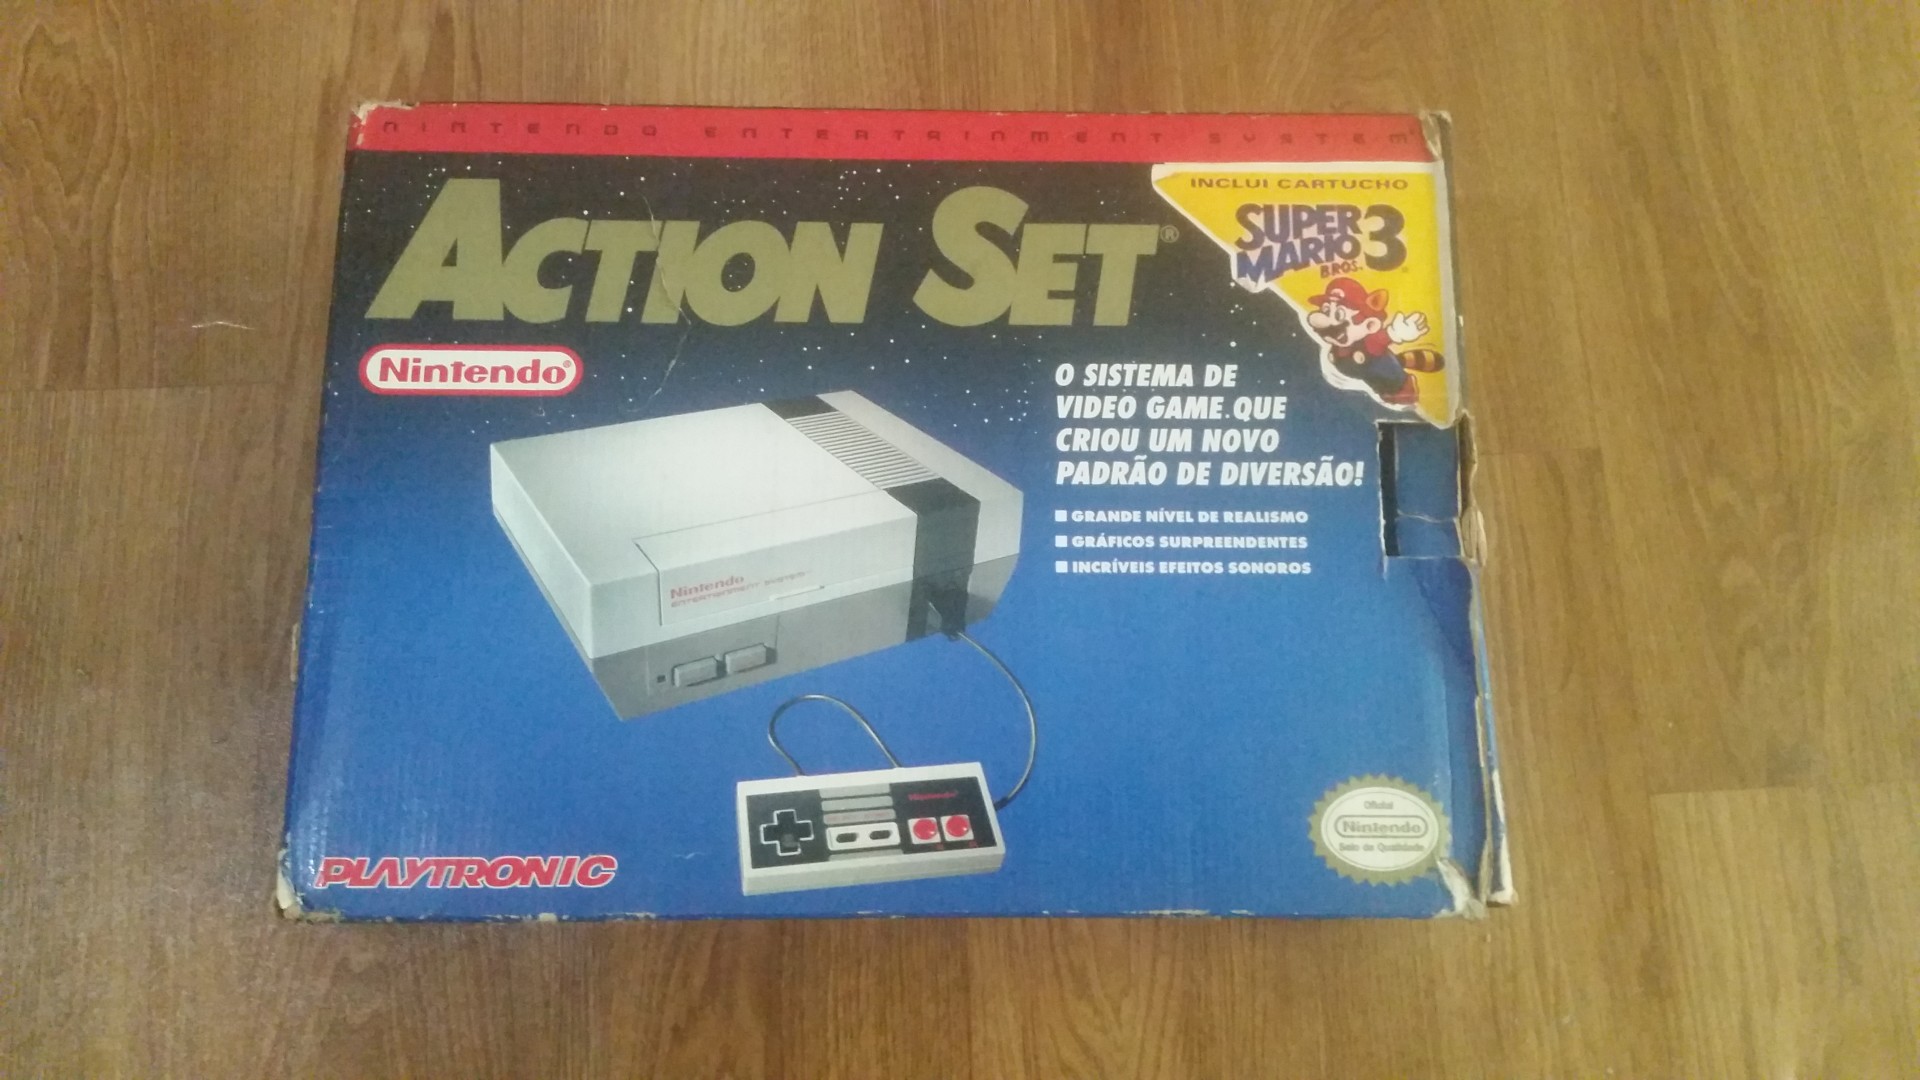 NINTENDO ENTERTAINMENT SYSTEM
ACTION SET®
INCLUI CARTUCHO
SUPER
MARIO
BROS. 3
Nintendo®
O SISTEMA DE
VIDEO GAME QUE
CRIOU UM NOVO
PADRÃO DE DIVERSÃO!
■ GRANDE NÍVEL DE REALISMO
■ GRÁFICOS SURPREENDENTES
■ INCRÍVEIS EFEITOS SONOROS
Nintendo
ENTERTAINMENT SYSTEM
Nintendo
PLAYTRONIC
Oficial
Nintendo
Selo de Qualidade